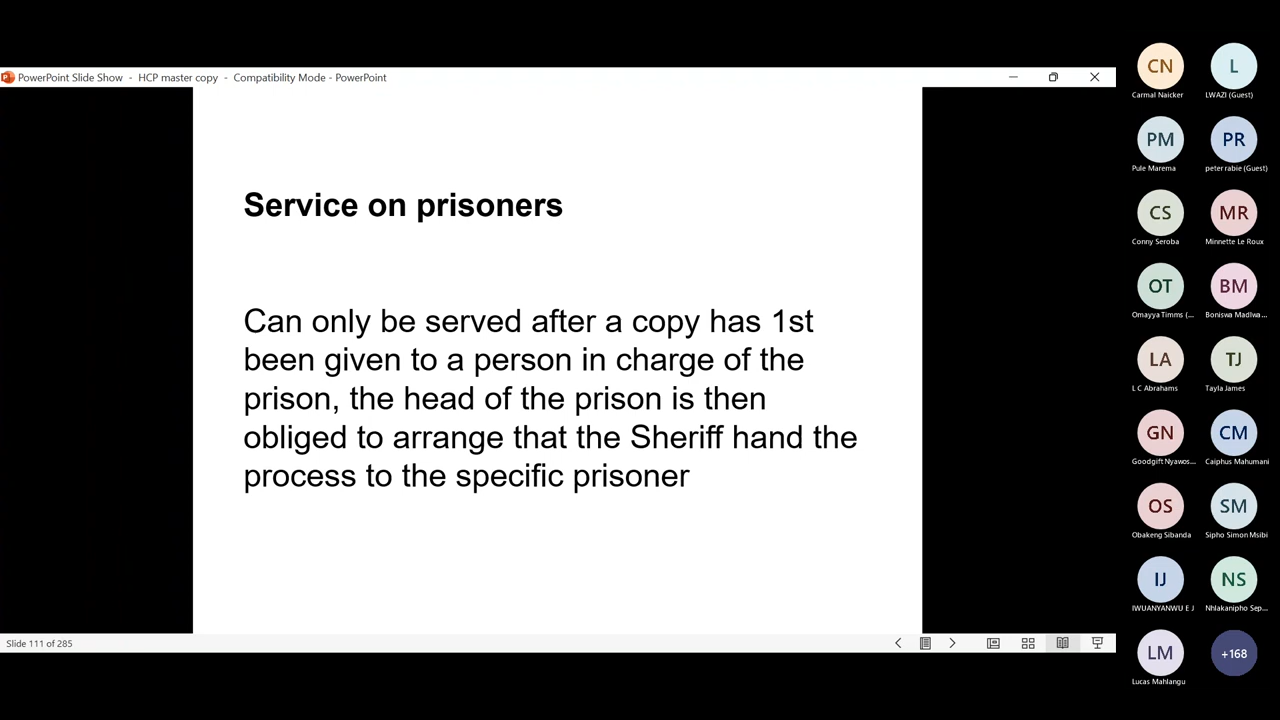 PowerPoint Slide Show - HCP master copy - Compatibility Mode - PowerPoint
Service on prisoners
Can only be served after a copy has 1st
been given to a person in charge of the
prison, the head of the prison is then
obliged to arrange that the Sheriff hand the
process to the specific prisoner
Slide 111 of 285
CN L
Carmal Naicker LWAZI (Guest)
PM PR
Pule Marema peter rabie (Guest)
CS MR
Conny Seroba Minnette Le Roux
OT BM
Omayya Timms (... Boniswa Madlwa...
LA TJ
L C Abrahams Tayla James
GN CM
Goodgift Nyawos... Caiphus Mahumani
OS SM
Obakeng Sibanda Sipho Simon Msibi
IJ NS
IWUANYANWU E J Nhlakanipho Sep...
LM +168
Lucas Mahlangu